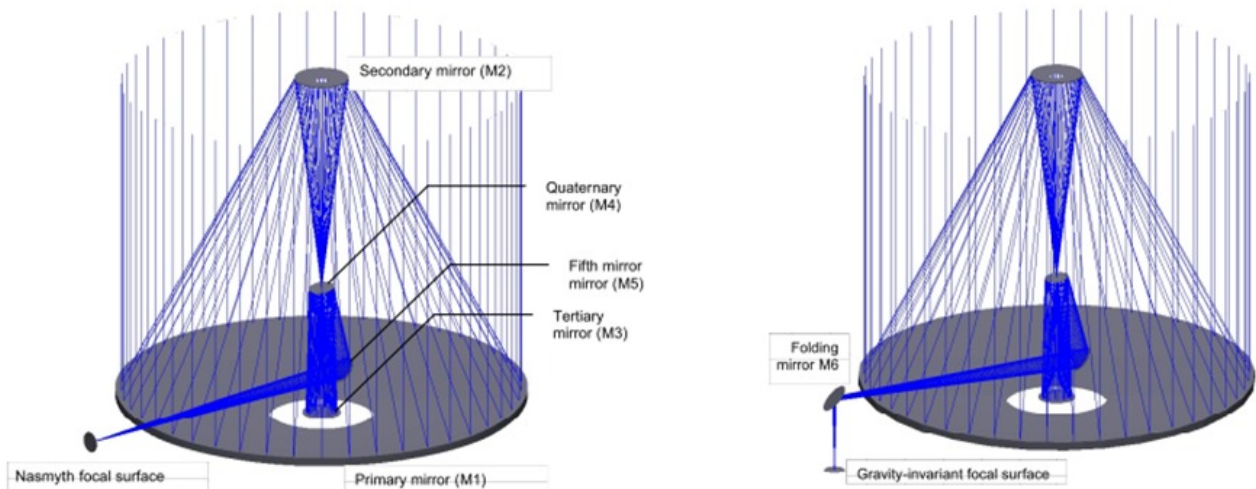 Secondary mirror (M2)
Quaternary
mirror (M4)
Fifth mirror
mirror (M5)
Tertiary
mirror (M3)
Nasmyth focal surface
Primary mirror (M1)
Folding
mirror M6
Gravity-invariant focal surface